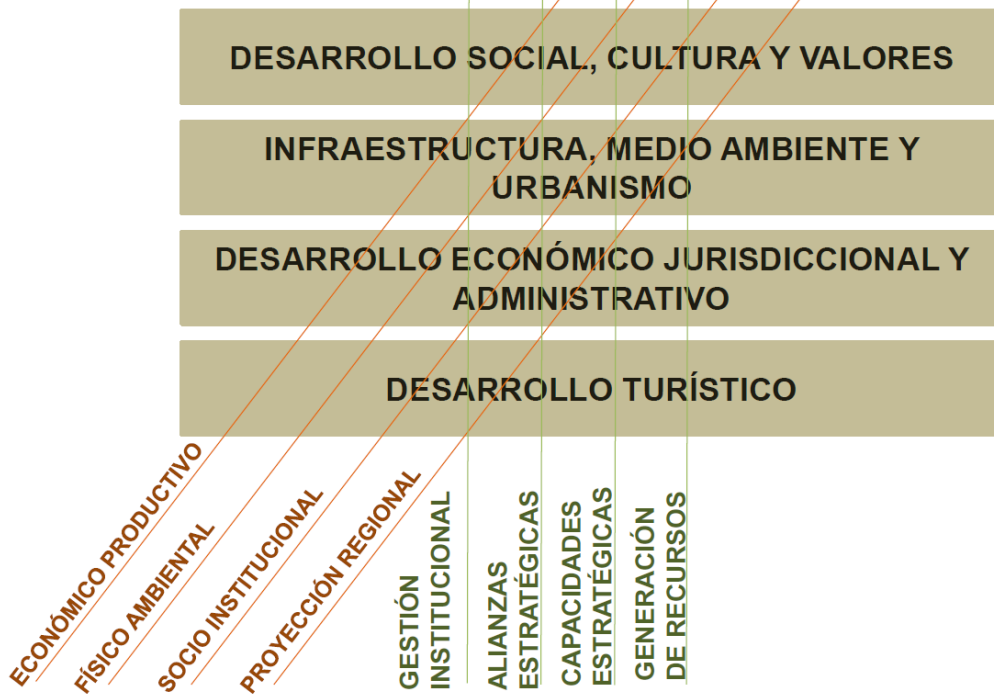 DESARROLLO SOCIAL, CULTURA Y VALORES
INFRAESTRUCTURA, MEDIO AMBIENTE Y
URBANISMO
DESARROLLO ECONÓMICO JURISDICCIONAL Y
ADMINISTRATIVO
DESARROLLO TURÍSTICO
ECONÓMICO PRODUCTIVO
FÍSICO AMBIENTAL
SOCIO INSTITUCIONAL
PROYECCIÓN REGIONAL
GESTIÓN
INSTITUCIONAL
ALIANZAS
ESTRATÉGICAS
CAPACIDADES
ESTRATÉGICAS
GENERACIÓN
DE RECURSOS